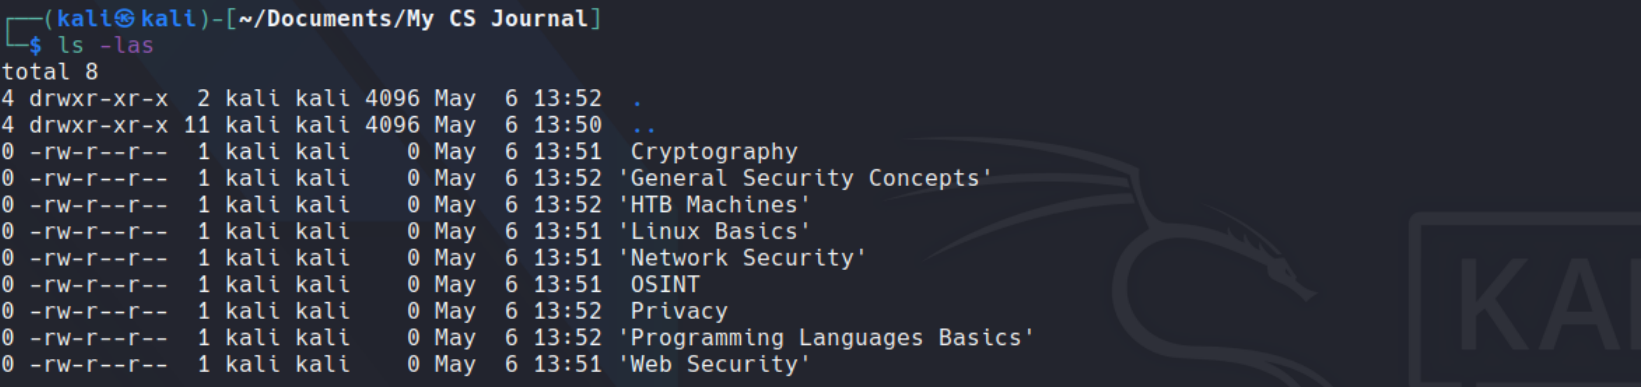 ┌──(kali㉿kali)-[~/Documents/My CS Journal]
└─$ ls -las
total 8
4 drwxr-xr-x  2 kali kali 4096 May  6 13:52  .
4 drwxr-xr-x 11 kali kali 4096 May  6 13:50  ..
0 -rw-r--r--  1 kali kali    0 May  6 13:51  Cryptography
0 -rw-r--r--  1 kali kali    0 May  6 13:52 'General Security Concepts'
0 -rw-r--r--  1 kali kali    0 May  6 13:52 'HTB Machines'
0 -rw-r--r--  1 kali kali    0 May  6 13:51 'Linux Basics'
0 -rw-r--r--  1 kali kali    0 May  6 13:51 'Network Security'
0 -rw-r--r--  1 kali kali    0 May  6 13:51  OSINT
0 -rw-r--r--  1 kali kali    0 May  6 13:52  Privacy
0 -rw-r--r--  1 kali kali    0 May  6 13:52 'Programming Languages Basics'
0 -rw-r--r--  1 kali kali    0 May  6 13:51 'Web Security'
KA